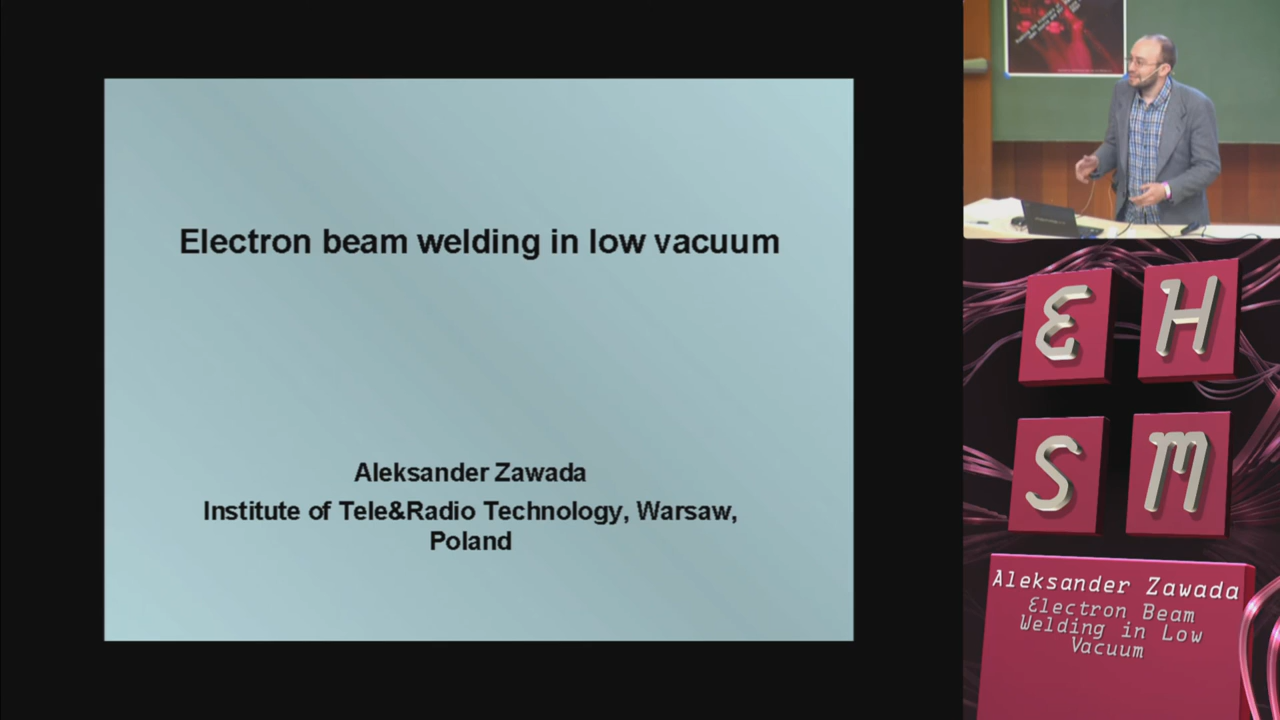 Electron beam welding in low vacuum
Aleksander Zawada
Institute of Tele&Radio Technology, Warsaw,
Poland
E H
S M
Aleksander Zawada
Electron Beam
Welding in Low
Vacuum